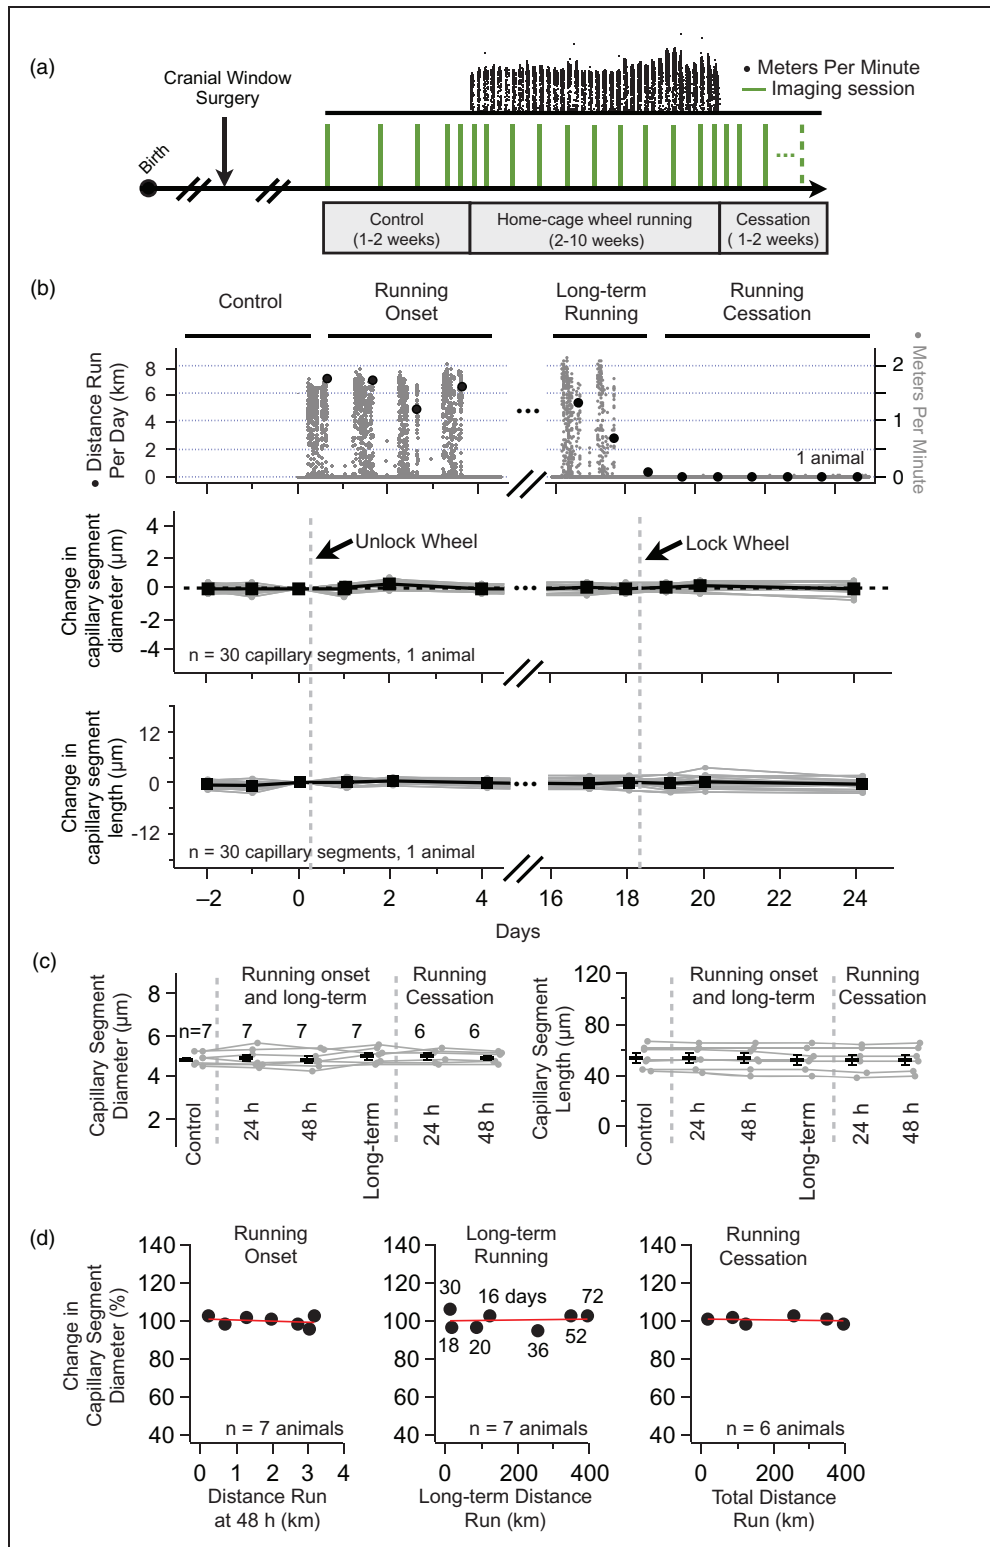 (a)
Cranial Window
Surgery
Birth
• Meters Per Minute
Imaging session
...
Control
(1-2 weeks)
Home-cage wheel running
(2-10 weeks)
Cessation
( 1-2 weeks)
(b)
Control
Running
Onset
Long-term
Running
Running
Cessation
• Distance Run
Per Day (km)
8
6
4
2
0
...
2
1
1
0
• Meters Per Minute
1 animal
–2
0
2
4
16
18
20
22
24
Change in
capillary segment
diameter (µm)
4
2
0
-2
-4
Unlock Wheel
Lock Wheel
...
n = 30 capillary segments, 1 animal
Change in
capillary segment
length (µm)
12
0
-12
...
n = 30 capillary segments, 1 animal
–2
0
2
4
16
18
20
22
24
Days
(c)
Capillary Segment
Diameter (µm)
8
6
4
2
Running onset
and long-term
Running
Cessation
n=7
7
7
7
6
6
Control
24 h
48 h
Long-term
24 h
48 h
Capillary Segment
Length (µm)
120
80
40
0
Running onset
and long-term
Running
Cessation
Control
24 h
48 h
Long-term
24 h
48 h
(d)
Change in
Capillary Segment
Diameter (%)
140
120
100
80
60
40
Running
Onset
n = 7 animals
0
1
2
3
4
Distance Run
at 48 h (km)
140
120
100
80
60
40
Long-term
Running
30
16 days
72
18
20
36
52
n = 7 animals
0
200
400
Long-term Distance
Run (km)
140
120
100
80
60
40
Running
Cessation
n = 6 animals
0
200
400
Total Distance
Run (km)